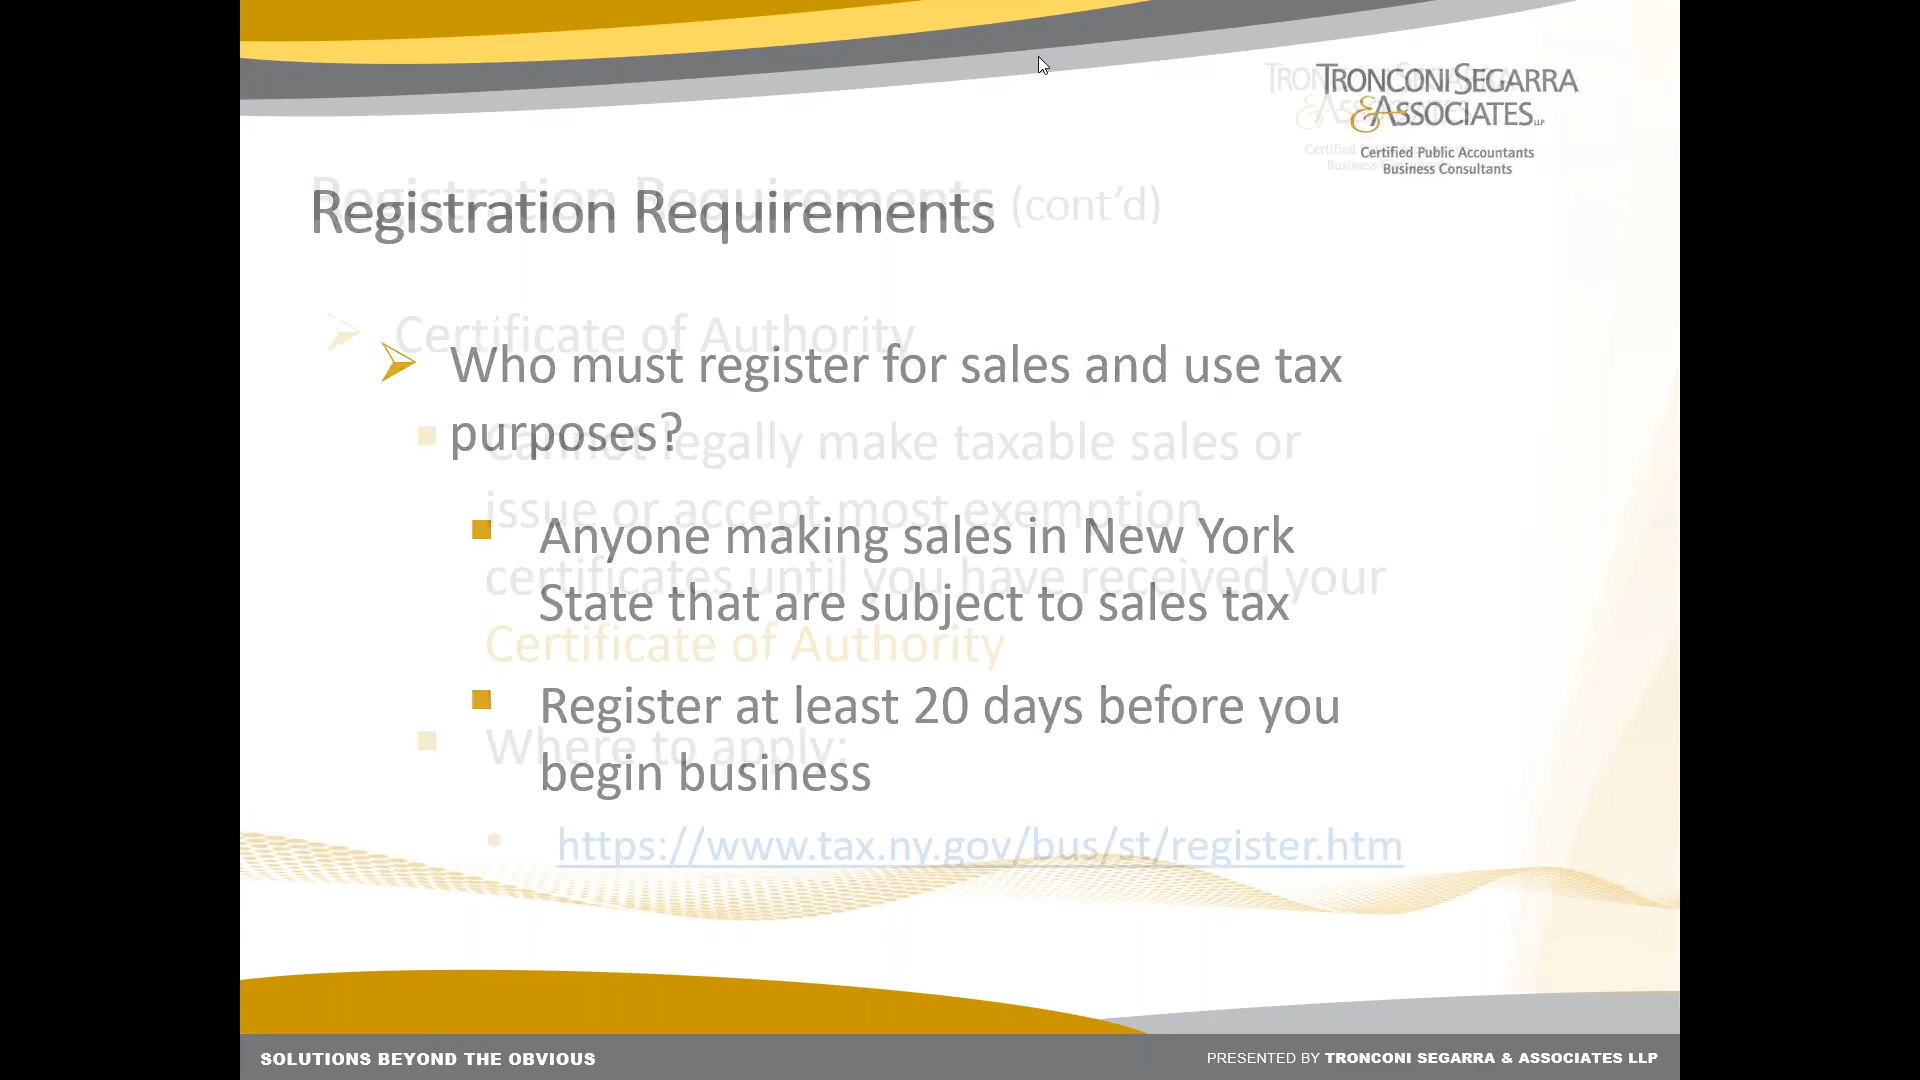 TRONCONI SEGARRA
& ASSOCIATES LLP
Certified Public Accountants
Business Consultants
Registration Requirements
Who must register for sales and use tax
purposes?
Anyone making sales in New York
State that are subject to sales tax
Register at least 20 days before you
begin business
Registration Requirements (cont’d)
Certificate of Authority
Cannot legally make taxable sales or
issue or accept most exemption
certificates until you have received your
Certificate of Authority
Where to apply:
https://www.tax.ny.gov/bus/st/register.htm
SOLUTIONS BEYOND THE OBVIOUS
PRESENTED BY TRONCONI SEGARRA & ASSOCIATES LLP